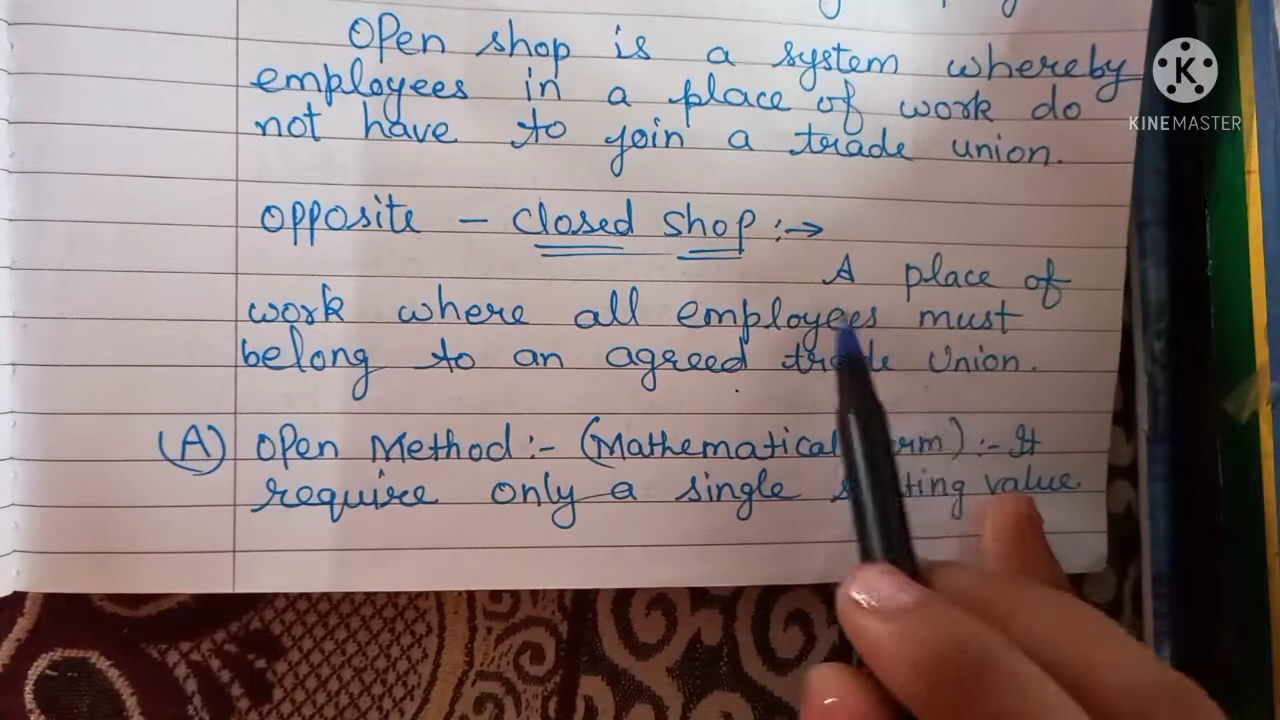 Open shop is a system whereby
employees in a place of work do
not have to join a trade union.
Opposite - Closed Shop :→
A place of
work where all employees must
belong to an agreed trade Union.
(A) Open Method :- (Mathematical) :- It
require only a single value
K
KINEMASTER